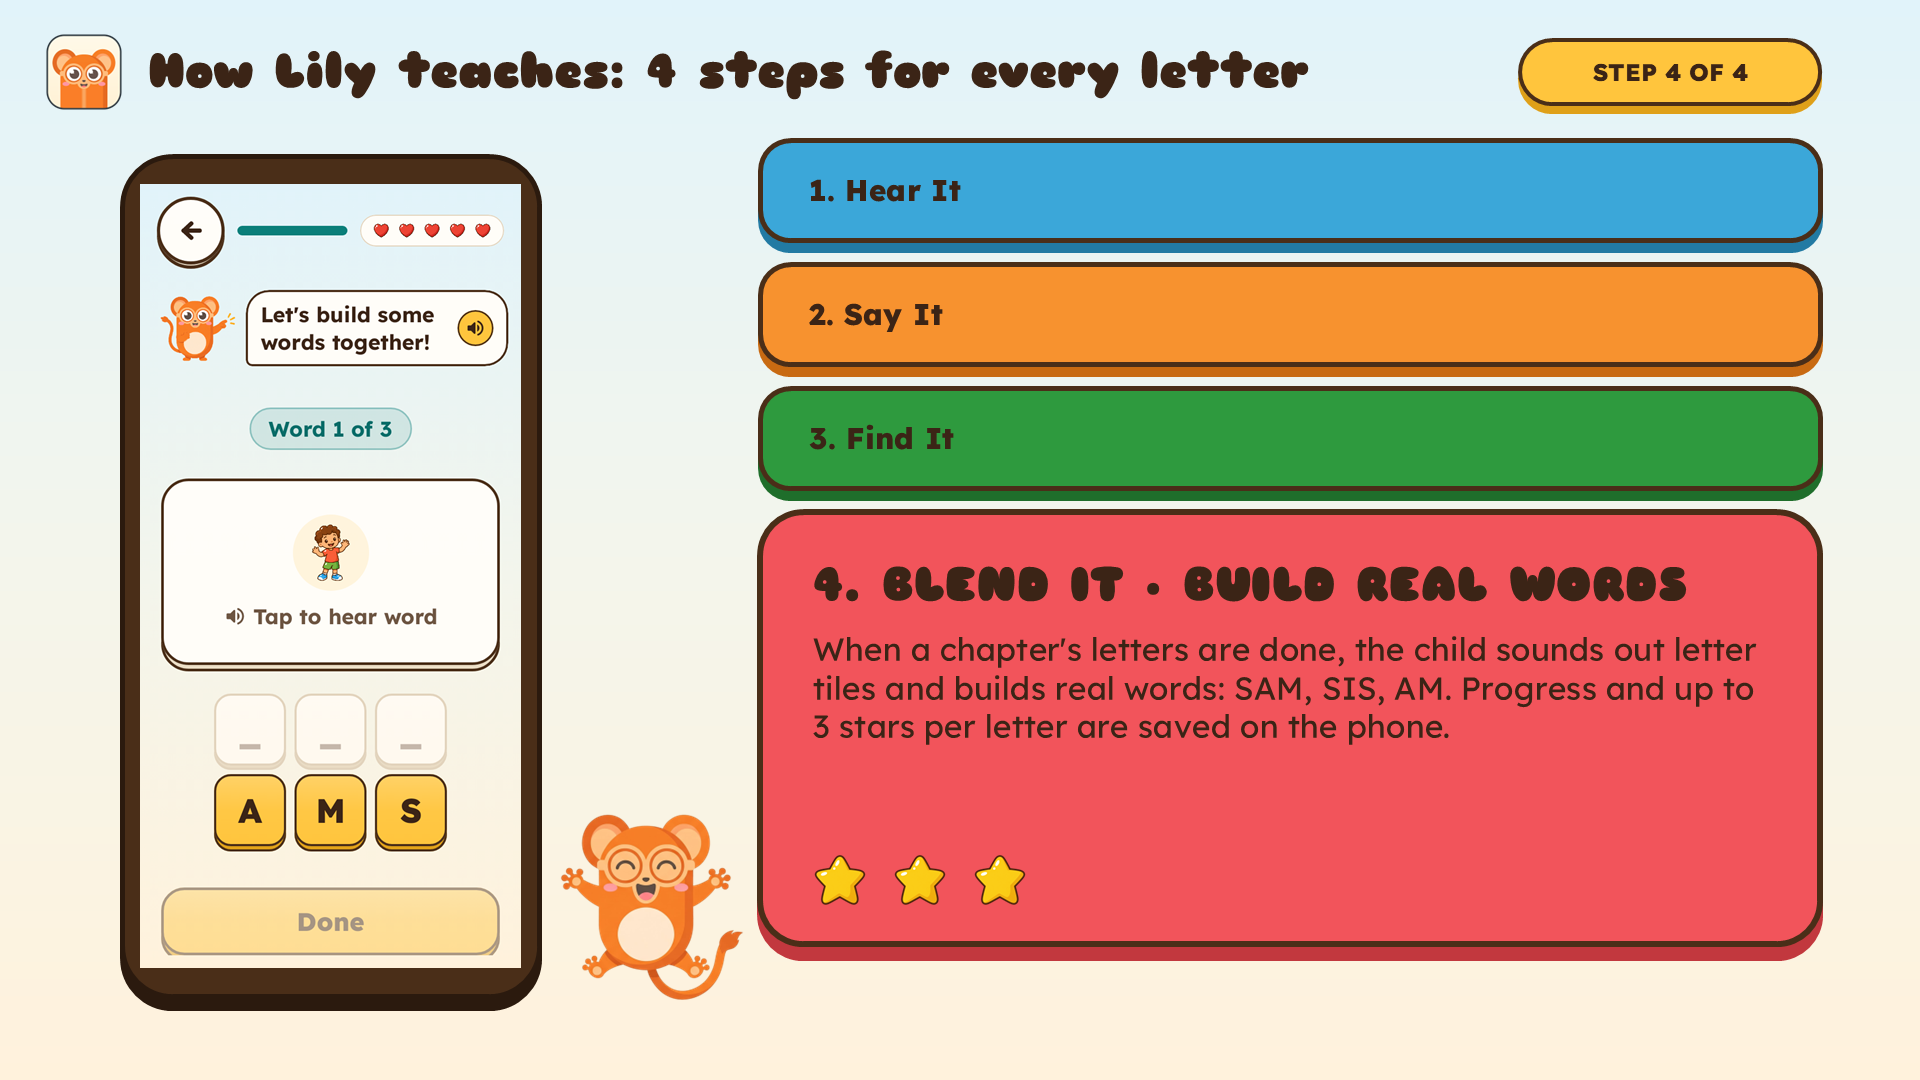 How Lily teaches: 4 steps for every letter
STEP 4 OF 4
Let's build some
words together!
Word 1 of 3
Tap to hear word
_ _ _
A M S
Done
1. Hear It
2. Say It
3. Find It
4. BLEND IT · BUILD REAL WORDS
When a chapter's letters are done, the child sounds out letter
tiles and builds real words: SAM, SIS, AM. Progress and up to
3 stars per letter are saved on the phone.